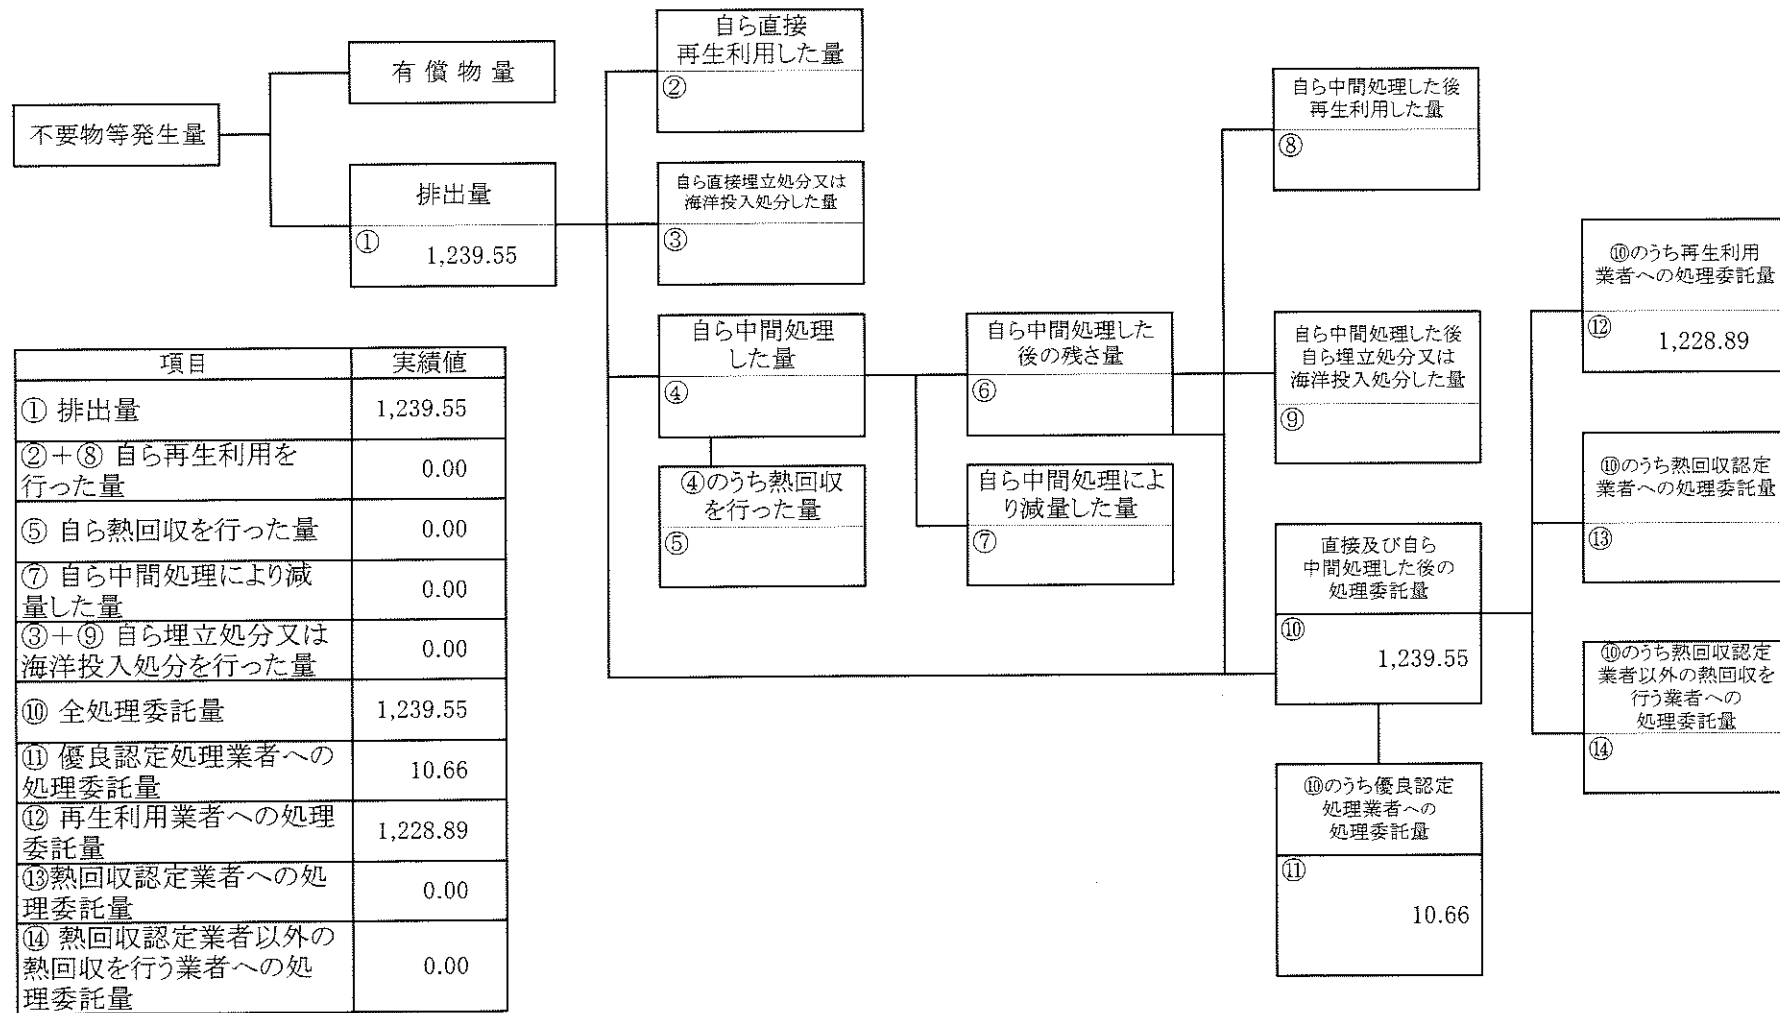 不要物等発生量
有償物量
排出量
①
1,239.55
自ら直接
再生利用した量
②
自ら直接埋立処分又は
海洋投入処分した量
③
自ら中間処理
した量
④
④のうち熱回収
を行った量
⑤
自ら中間処理した
後の残さ量
⑥
自ら中間処理によ
り減量した量
⑦
自ら中間処理した後
再生利用した量
⑧
自ら中間処理した後
自ら埋立処分又は
海洋投入処分した量
⑨
直接及び自ら
中間処理した後の
処理委託量
⑩
1,239.55
⑩のうち優良認定
処理業者への
処理委託量
⑪
10.66
⑩のうち再生利用
業者への処理委託量
⑫
1,228.89
⑩のうち熱回収認定
業者への処理委託量
⑬
⑩のうち熱回収認定
業者以外の熱回収を
行う業者への
処理委託量
⑭
項目 実績値
① 排出量 1,239.55
②+⑧ 自ら再生利用を
行った量 0.00
⑤ 自ら熱回収を行った量 0.00
⑦ 自ら中間処理により減
量した量 0.00
③+⑨ 自ら埋立処分又は
海洋投入処分を行った量 0.00
⑩ 全処理委託量 1,239.55
⑪ 優良認定処理業者への
処理委託量 10.66
⑫ 再生利用業者への処理
委託量 1,228.89
⑬熱回収認定業者への処
理委託量 0.00
⑭ 熱回収認定業者以外の
熱回収を行う業者への処
理委託量 0.00